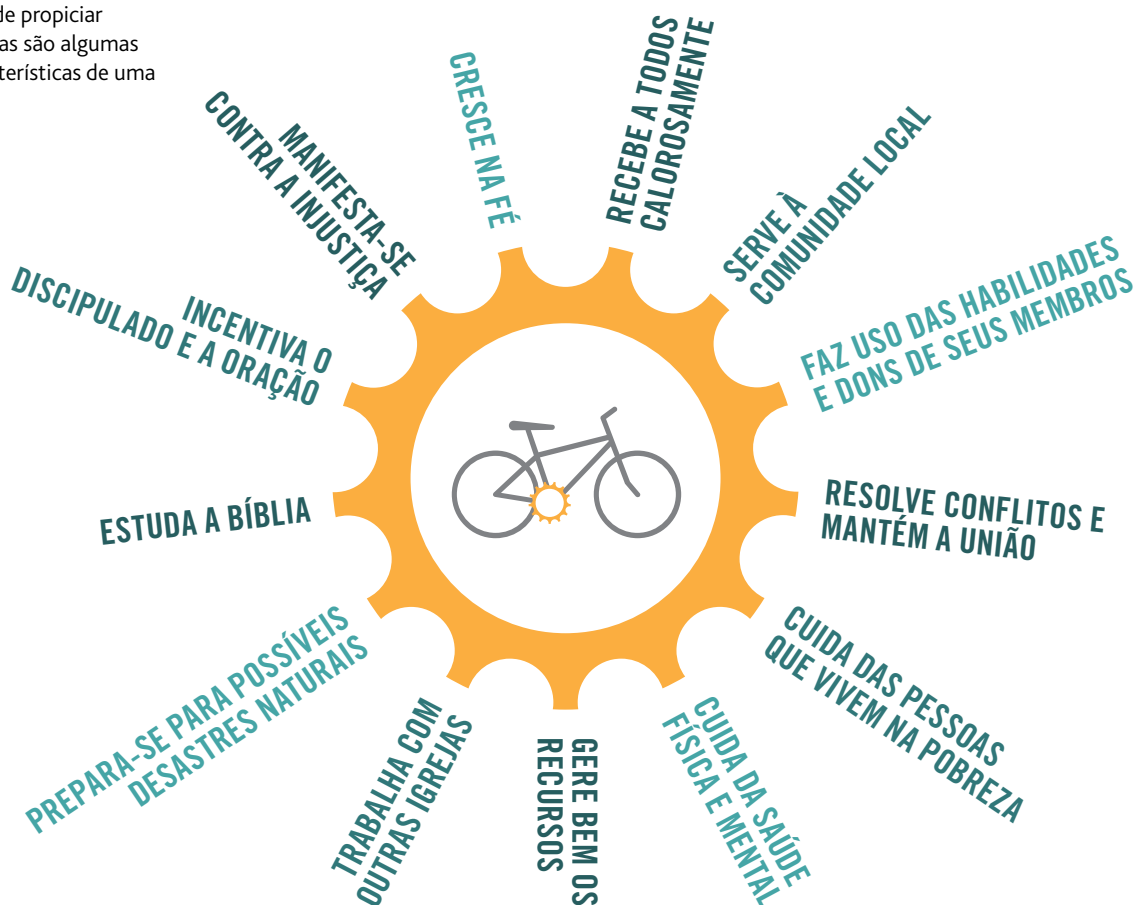 de propiciar
as são algumas
terísticas de uma
CRESCE NA FÉ
RECEBE A TODOS
CALOROSAMENTE
SERVE À
COMUNIDADE LOCAL
FAZ USO DAS HABILIDADES
E DONS DE SEUS MEMBROS
RESOLVE CONFLITOS E
MANTÉM A UNIÃO
CUIDA DAS PESSOAS
QUE VIVEM NA POBREZA
CUIDA DA SAÚDE
FÍSICA E MENTAL
GERE BEM OS
RECURSOS
TRABALHA COM
OUTRAS IGREJAS
PREPARA-SE PARA POSSÍVEIS
DESASTRES NATURAIS
ESTUDA A BÍBLIA
INCENTIVA O
DISCIPULADO E A ORAÇÃO
MANIFESTA-SE
CONTRA A INJUSTIÇA